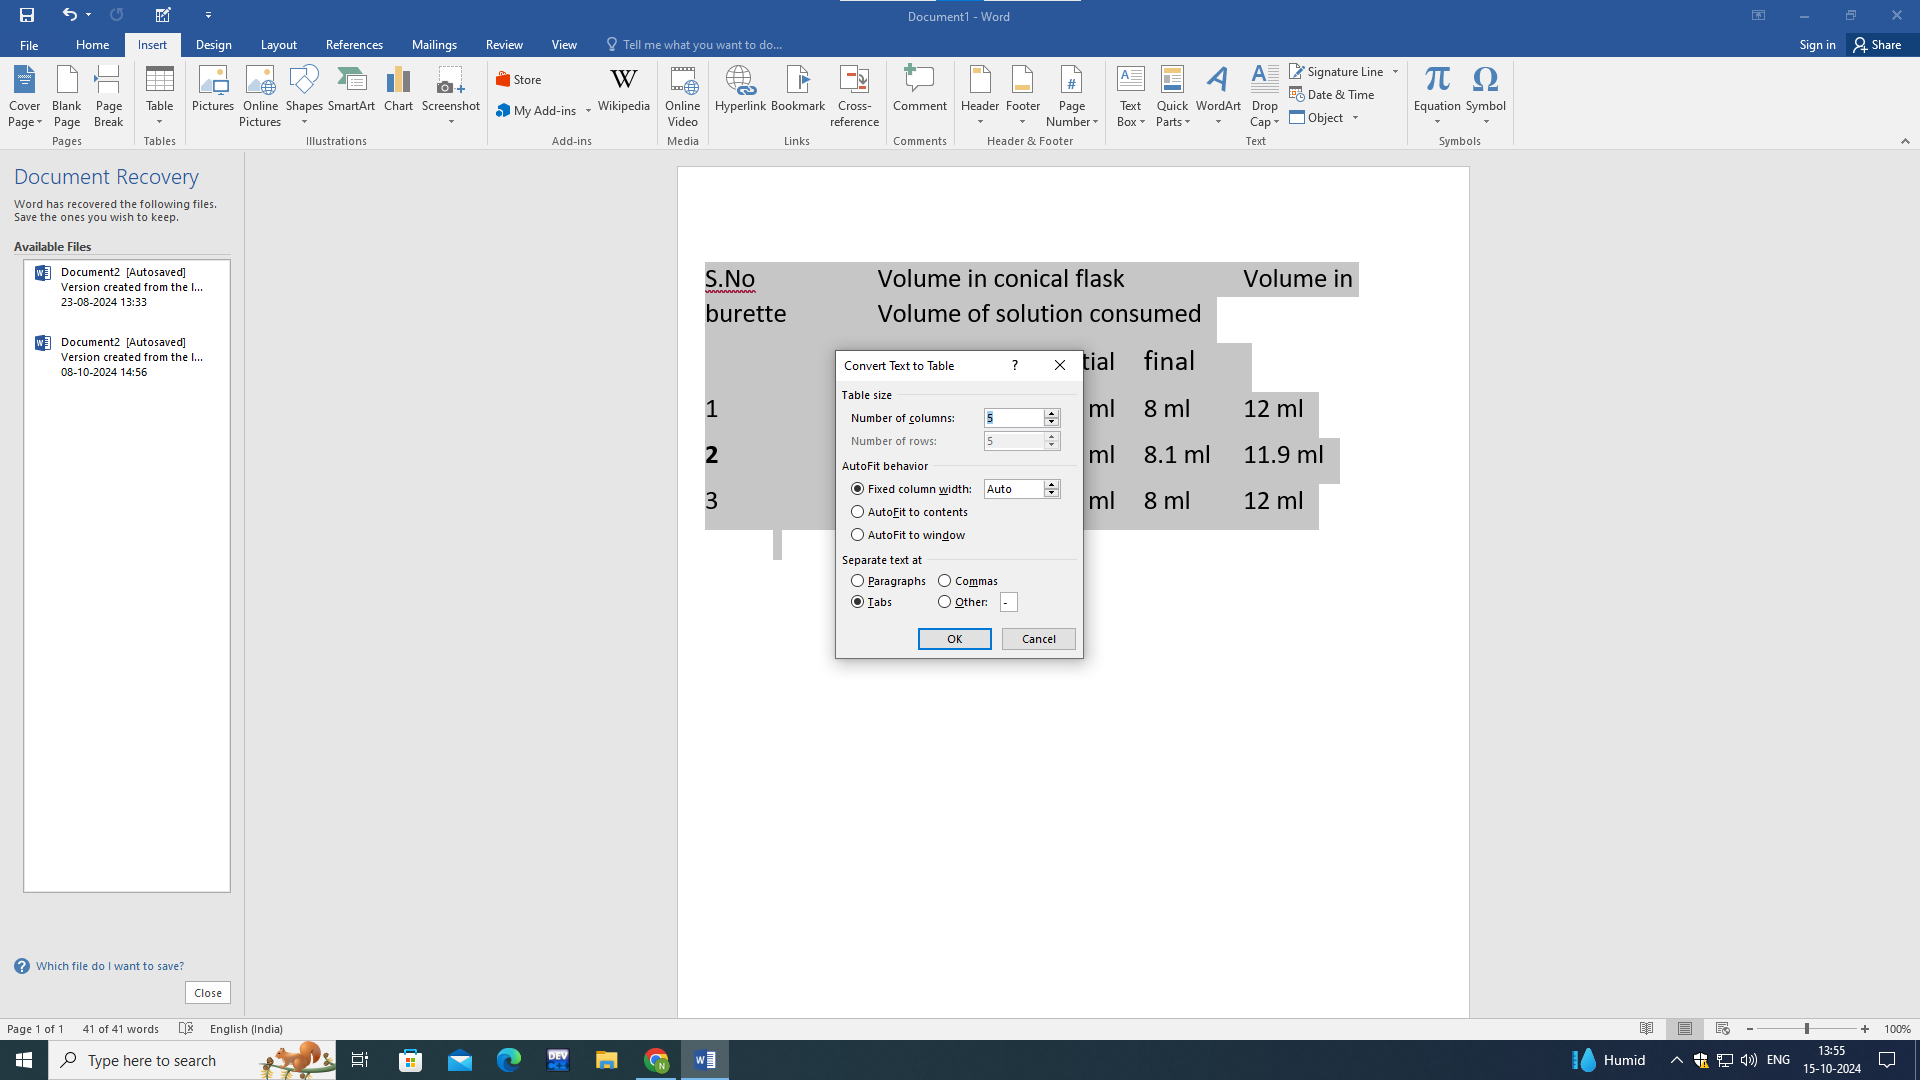 Document1 - Word
File Home Insert Design Layout References Mailings Review View Tell me what you want to do... Sign in Share
Cover Page
Blank Page
Page Break
Pages
Table
Tables
Pictures
Online Pictures
Shapes
SmartArt
Chart
Screenshot
Illustrations
Store
My Add-ins
Wikipedia
Add-ins
Online Video
Media
Hyperlink
Bookmark
Cross-reference
Links
Comment
Comments
Header
Footer
Page Number
Header & Footer
Text Box
Quick Parts
WordArt
Drop Cap
Signature Line
Date & Time
Object
Text
Equation
Symbol
Symbols
Document Recovery
Word has recovered the following files.
Save the ones you wish to keep.
Available Files
Document2 [Autosaved]
Version created from the l...
23-08-2024 13:33
Document2 [Autosaved]
Version created from the l...
08-10-2024 14:56
Which file do I want to save?
Close
S.No Volume in conical flask Volume in
burette Volume of solution consumed
final
1 ml 8 ml 12 ml
2 ml 8.1 ml 11.9 ml
3 ml 8 ml 12 ml
Convert Text to Table ?
Table size
Number of columns: 5
Number of rows: 5
AutoFit behavior
Fixed column width: Auto
AutoFit to contents
AutoFit to window
Separate text at
Paragraphs Commas
Tabs Other: -
OK Cancel
Page 1 of 1 41 of 41 words English (India) 100%
Type here to search
DEV
Humid
ENG
13:55
15-10-2024